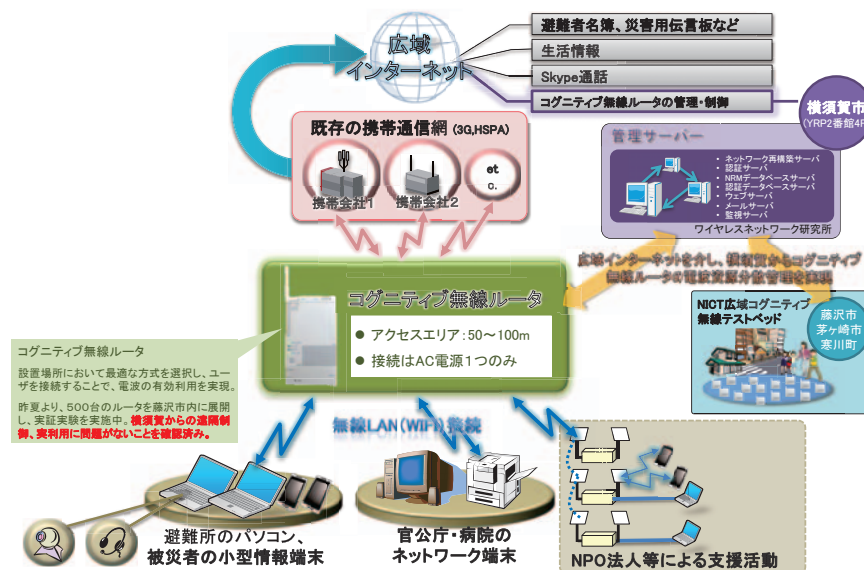 広域
インターネット
避難者名簿、災害用伝言板など
生活情報
Skype通話
コグニティブ無線ルータの管理・制御
横須賀市
(YRP2番館4F)
既存の携帯通信網 (3G,HSPA)
携帯会社1
携帯会社2
et
c.
管理サーバー
・ ネットワーク再構築サーバ
・ 認証サーバ
・ NRMデータベースサーバ
・ 認証データベースサーバ
・ ウェブサーバ
・ メールサーバ
・ 監視サーバ
ワイヤレスネットワーク研究所
広域インターネットを介し、横須賀からコグニティブ
無線ルータの電波資源分散管理を実現
コグニティブ無線ルータ
● アクセスエリア：50～100m
● 接続はAC電源1つのみ
NICT広域コグニティブ
無線テストベッド
藤沢市
茅ヶ崎市
寒川町
コグニティブ無線ルータ
設置場所において最適な方式を選択し、ユー
ザを接続することで、電波の有効利用を実現。
昨夏より、500台のルータを藤沢市内に展開
し、実証実験を実施中。横須賀からの遠隔制
御、実利用に問題がないことを確認済み。
無線LAN(WIFI)接続
避難所のパソコン、
被災者の小型情報端末
官公庁・病院の
ネットワーク端末
NPO法人等による支援活動